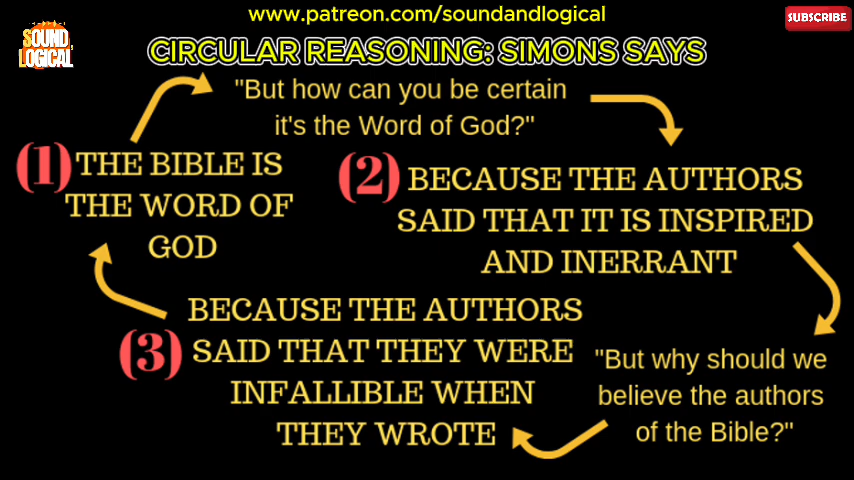 www.patreon.com/soundandlogical
SUBSCRIBE
SOUND
LOGICAL
CIRCULAR REASONING: SIMONS SAYS
"But how can you be certain
it's the Word of God?"
(1) THE BIBLE IS
THE WORD OF
GOD
(2) BECAUSE THE AUTHORS
SAID THAT IT IS INSPIRED
AND INERRANT
"But why should we
believe the authors
of the Bible?"
BECAUSE THE AUTHORS
(3) SAID THAT THEY WERE
INFALLIBLE WHEN
THEY WROTE